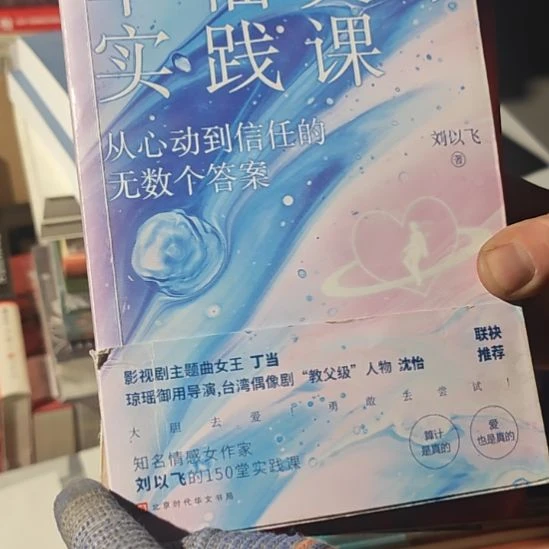 实践课
从心动到信任的
无数个答案
刘以飞
著
影视剧主题曲女王 丁当
琼瑶御用导演,台湾偶像剧“教父级”人物 沈怡
联袂
推荐
大胆去爱,勇敢去尝试!
知名情感女作家
刘以飞的150堂实践课
算计
是真的
爱
也是真的
北京时代华文书局